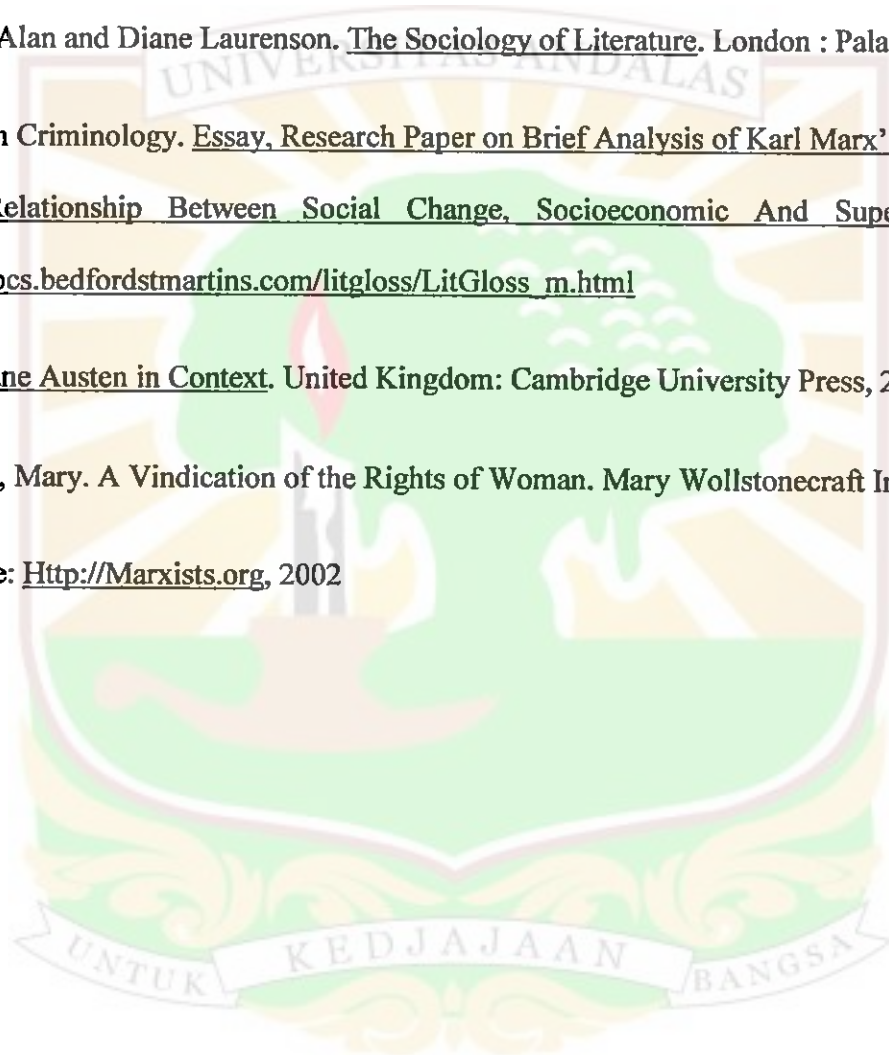 Alan and Diane Laurenson. The Sociology of Literature. London : Pala
UNIVERSITAS ANDALAS
n Criminology. Essay, Research Paper on Brief Analysis of Karl Marx’
Relationship Between Social Change, Socioeconomic And Supe
ocs.bedfordstmartins.com/litgloss/LitGloss_m.html
ne Austen in Context. United Kingdom: Cambridge University Press, 2
, Mary. A Vindication of the Rights of Woman. Mary Wollstonecraft In
e: Http://Marxists.org, 2002
UNTUK KEDJAJAAN BANGSA